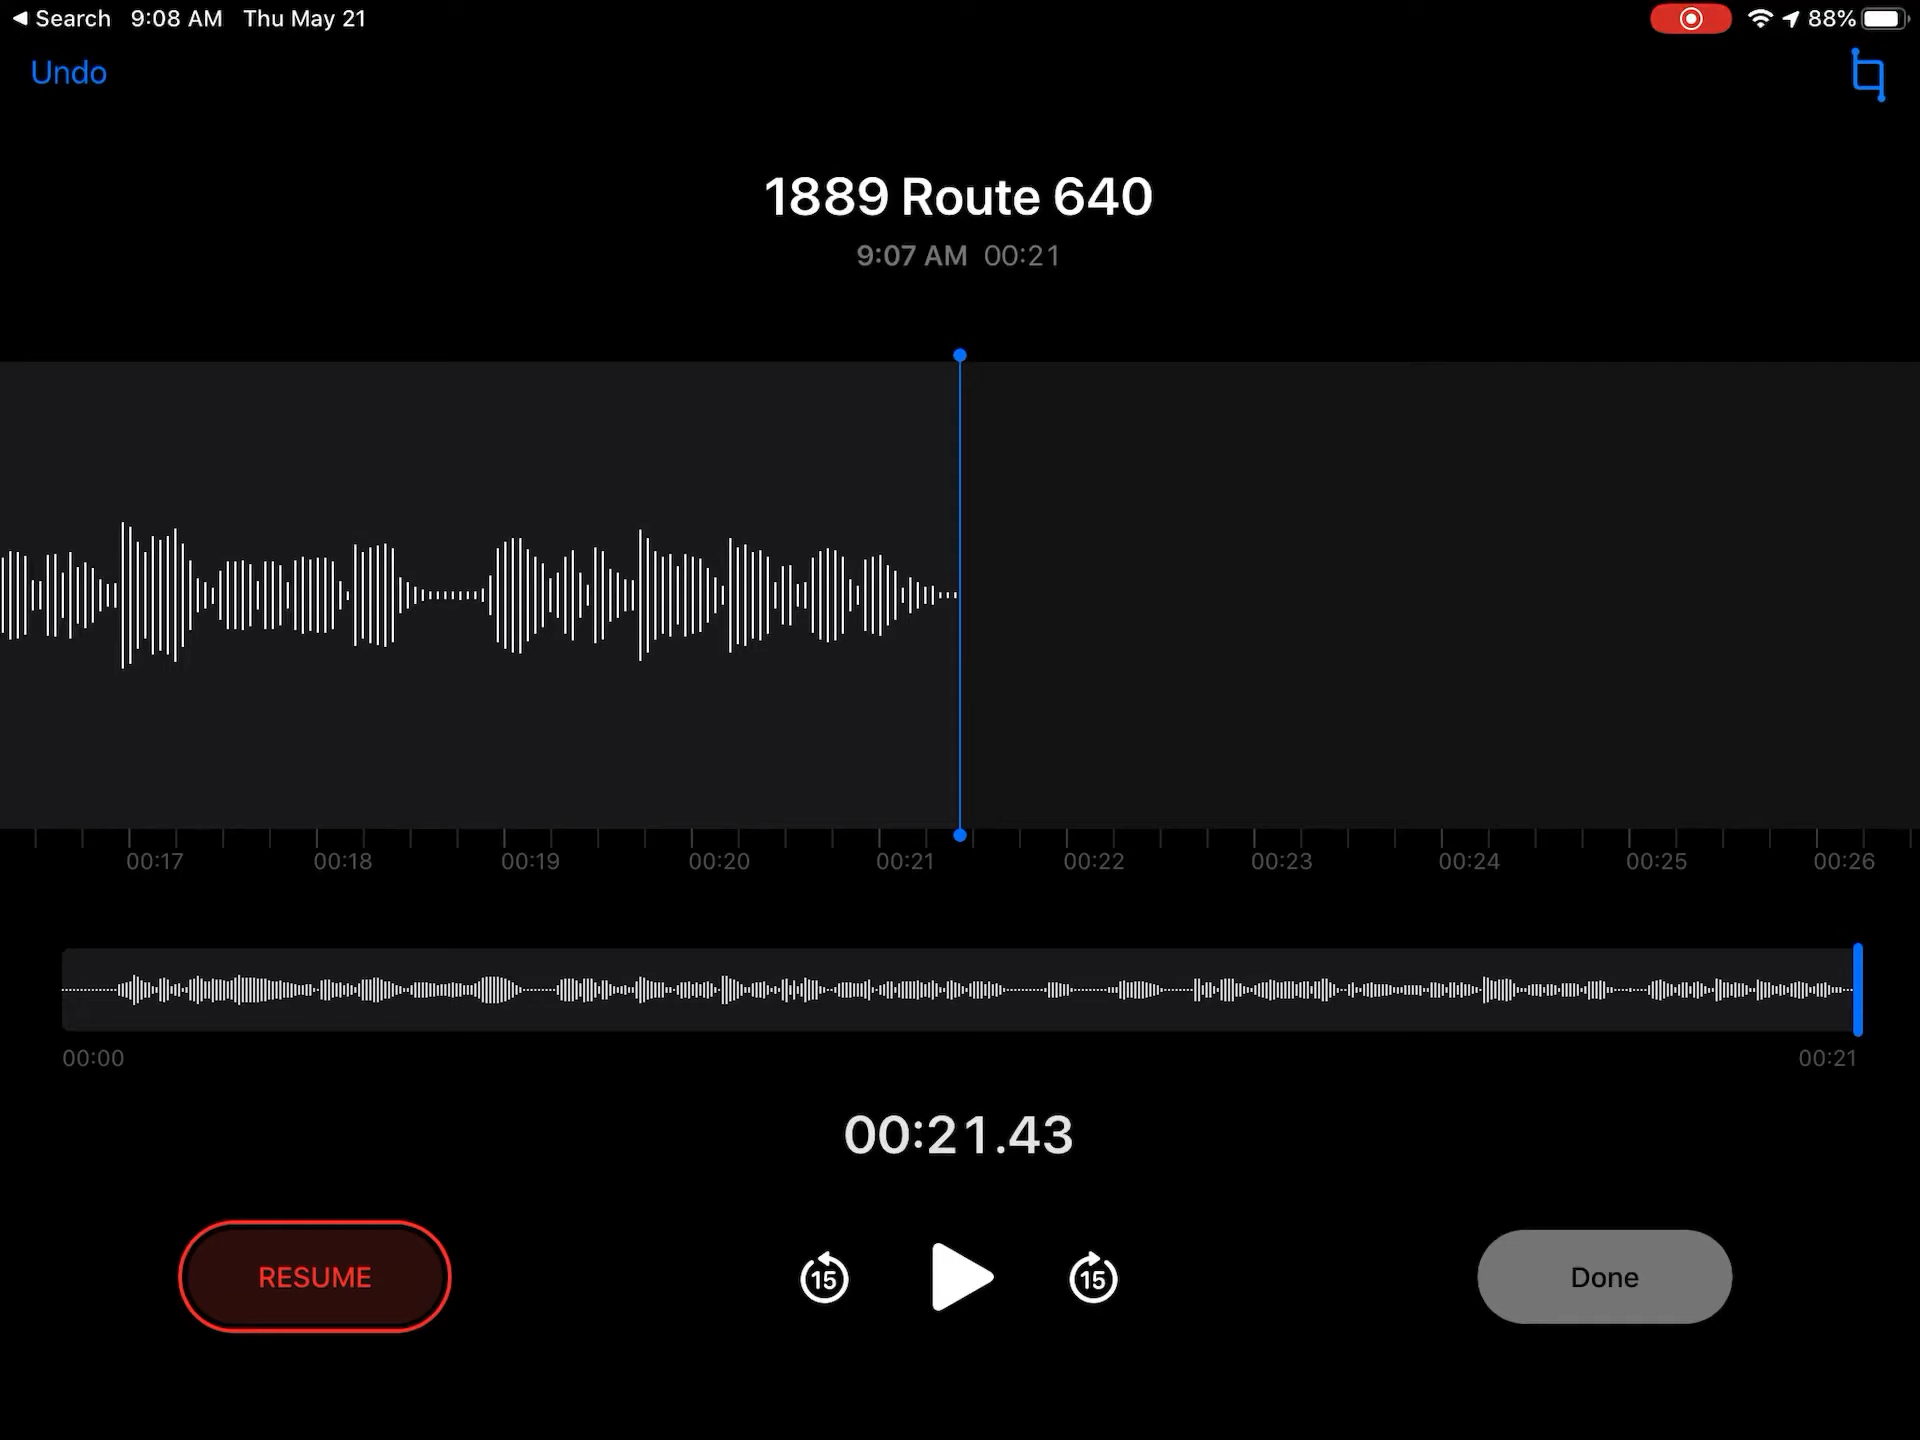 Search 9:08 AM Thu May 21 88%
Undo
1889 Route 640
9:07 AM 00:21
00:17 00:18 00:19 00:20 00:21 00:22 00:23 00:24 00:25 00:26
00:00 00:21
00:21.43
RESUME 15 15 Done